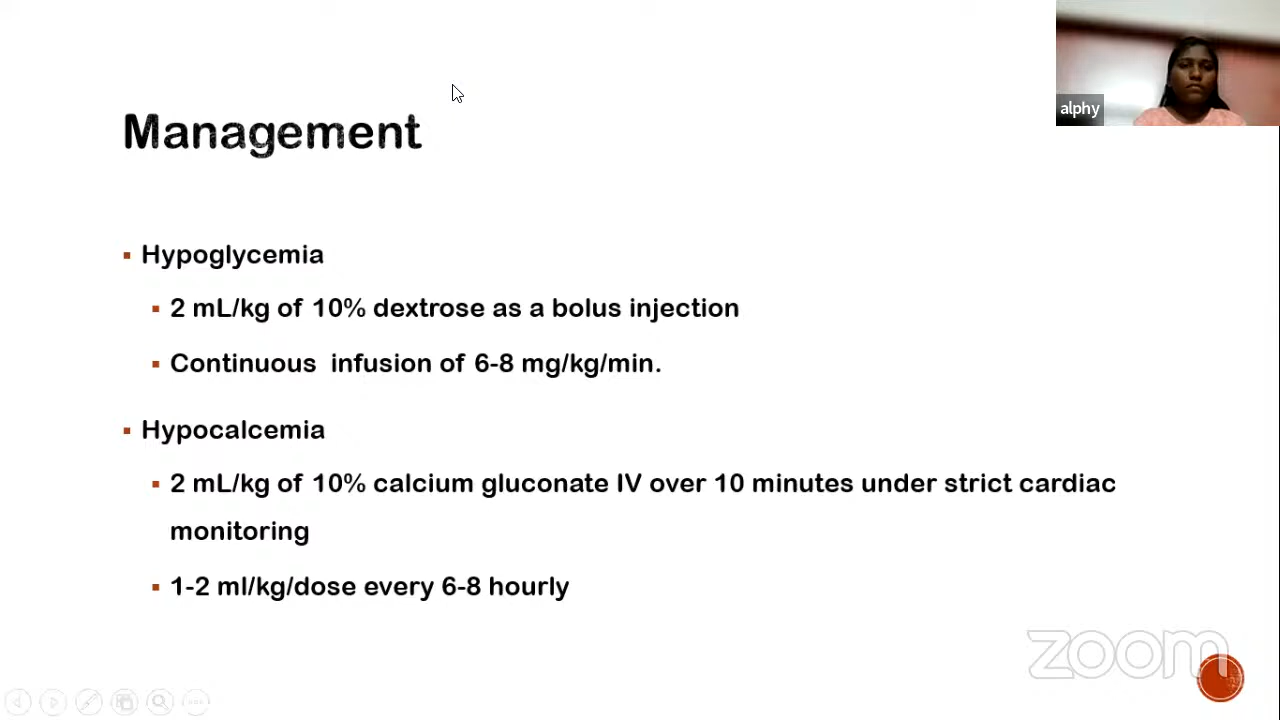 alphy
Management
Hypoglycemia
2 mL/kg of 10% dextrose as a bolus injection
Continuous infusion of 6-8 mg/kg/min.
Hypocalcemia
2 mL/kg of 10% calcium gluconate IV over 10 minutes under strict cardiac
monitoring
1-2 ml/kg/dose every 6-8 hourly
zoom